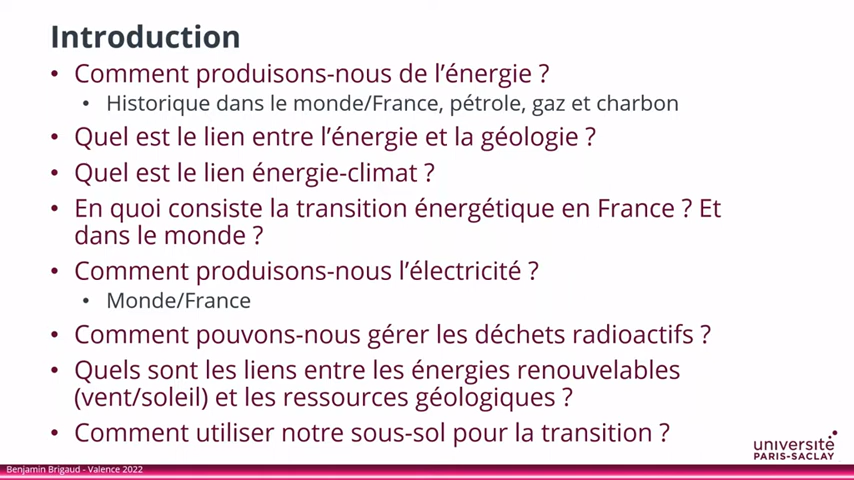 Introduction
• Comment produisons-nous de l'énergie ?
• Historique dans le monde/France, pétrole, gaz et charbon
• Quel est le lien entre l'énergie et la géologie ?
• Quel est le lien énergie-climat ?
• En quoi consiste la transition énergétique en France ? Et
dans le monde ?
• Comment produisons-nous l'électricité ?
• Monde/France
• Comment pouvons-nous gérer les déchets radioactifs ?
• Quels sont les liens entre les énergies renouvelables
(vent/soleil) et les ressources géologiques ?
• Comment utiliser notre sous-sol pour la transition ?
université
PARIS-SACLAY
Benjamin Brigaud - Valence 2022